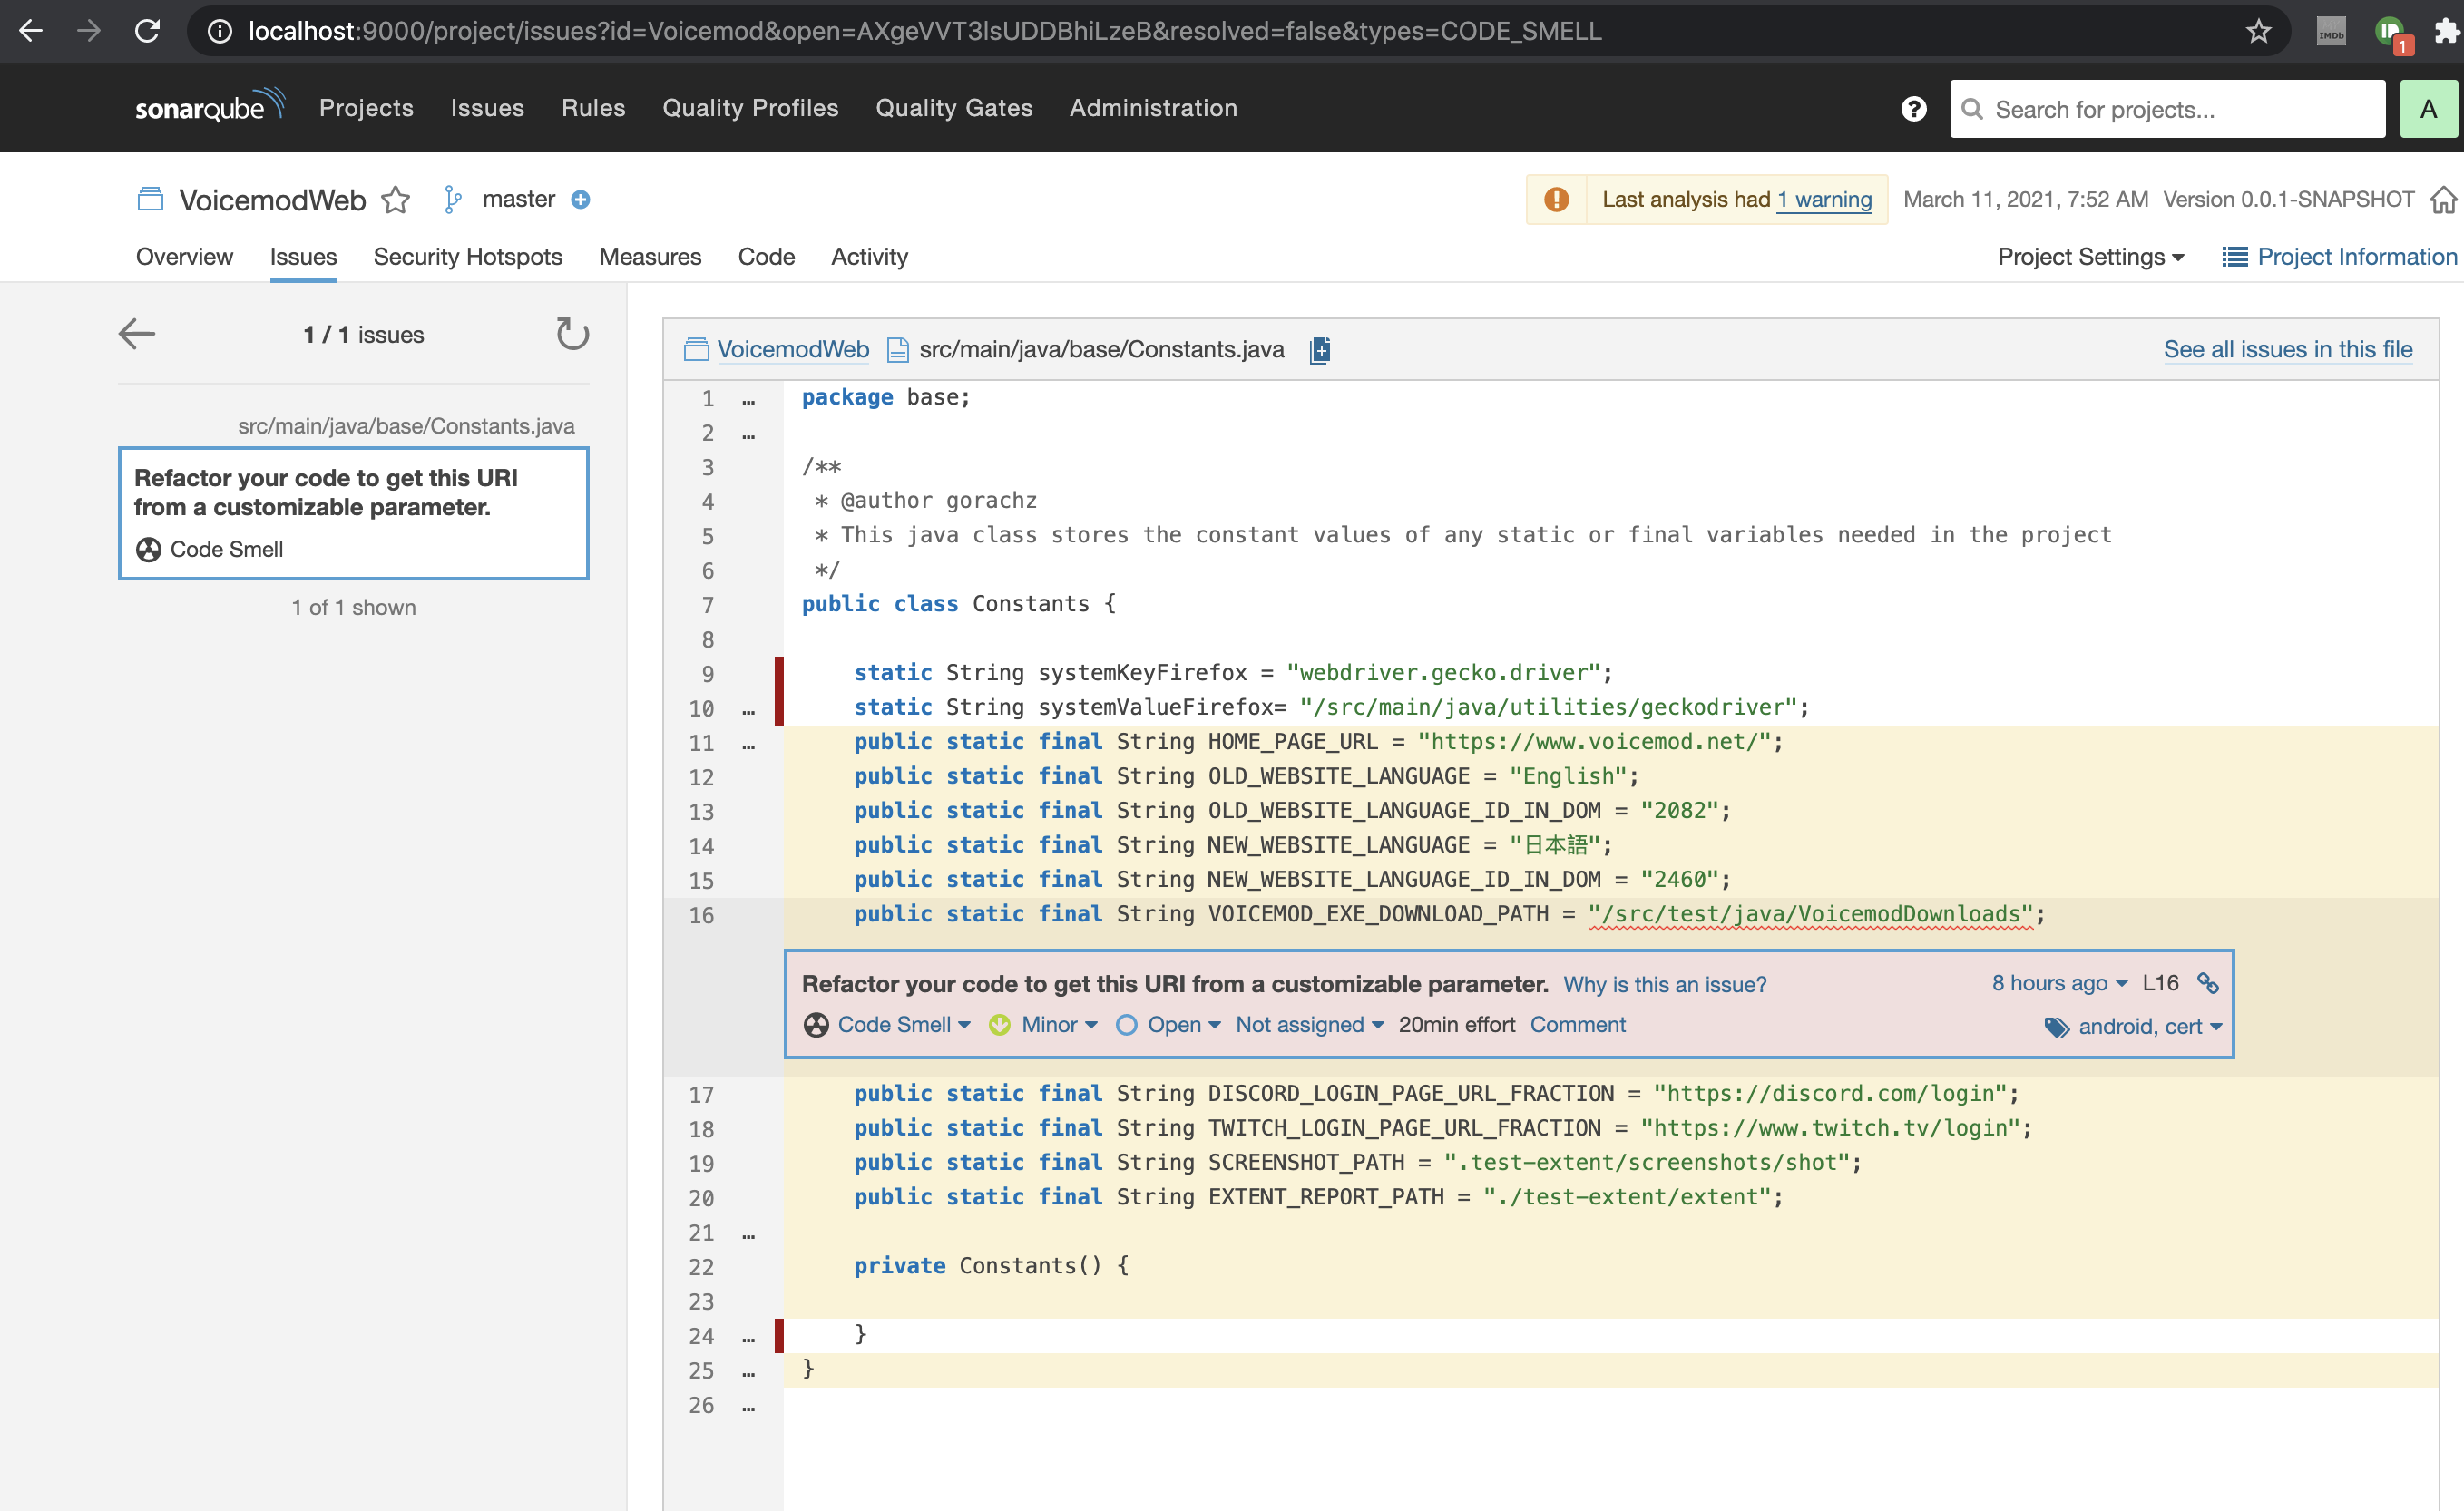 localhost:9000/project/issues?id=Voicemod&open=AXgeVVT3lsUDDBhiLzeB&resolved=false&types=CODE_SMELL
IMDb
1
sonarqube Projects Issues Rules Quality Profiles Quality Gates Administration
? Search for projects... A
VoicemodWeb master
Last analysis had 1 warning March 11, 2021, 7:52 AM Version 0.0.1-SNAPSHOT
Overview Issues Security Hotspots Measures Code Activity
Project Settings Project Information
1 / 1 issues
src/main/java/base/Constants.java
Refactor your code to get this URI
from a customizable parameter.
Code Smell
1 of 1 shown
VoicemodWeb src/main/java/base/Constants.java See all issues in this file
1 … package base;
2 …
3 /**
4 * @author gorachz
5 * This java class stores the constant values of any static or final variables needed in the project
6 */
7 public class Constants {
8
9 static String systemKeyFirefox = "webdriver.gecko.driver";
10 … static String systemValueFirefox= "/src/main/java/utilities/geckodriver";
11 … public static final String HOME_PAGE_URL = "https://www.voicemod.net/";
12 public static final String OLD_WEBSITE_LANGUAGE = "English";
13 public static final String OLD_WEBSITE_LANGUAGE_ID_IN_DOM = "2082";
14 public static final String NEW_WEBSITE_LANGUAGE = "日本語";
15 public static final String NEW_WEBSITE_LANGUAGE_ID_IN_DOM = "2460";
16 public static final String VOICEMOD_EXE_DOWNLOAD_PATH = "/src/test/java/VoicemodDownloads";
Refactor your code to get this URI from a customizable parameter. Why is this an issue? 8 hours ago L16
Code Smell Minor Open Not assigned 20min effort Comment android, cert
17 public static final String DISCORD_LOGIN_PAGE_URL_FRACTION = "https://discord.com/login";
18 public static final String TWITCH_LOGIN_PAGE_URL_FRACTION = "https://www.twitch.tv/login";
19 public static final String SCREENSHOT_PATH = ".test-extent/screenshots/shot";
20 public static final String EXTENT_REPORT_PATH = "./test-extent/extent";
21 …
22 private Constants() {
23
24 … }
25 … }
26 …